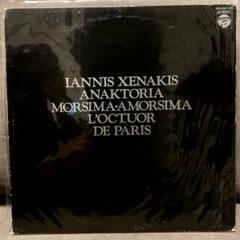 IANNIS XENAKIS
ANAKTORIA
MORSIMA-AMORSIMA
L'OCTUOR
DE PARIS